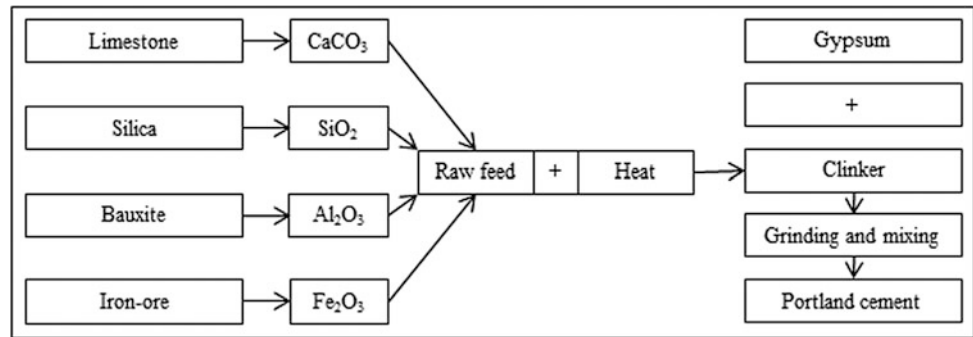 Limestone
CaCO₃
Gypsum
+
Silica
SiO₂
Raw feed + Heat
Clinker
Bauxite
Al₂O₃
Grinding and mixing
Iron-ore
Fe₂O₃
Portland cement